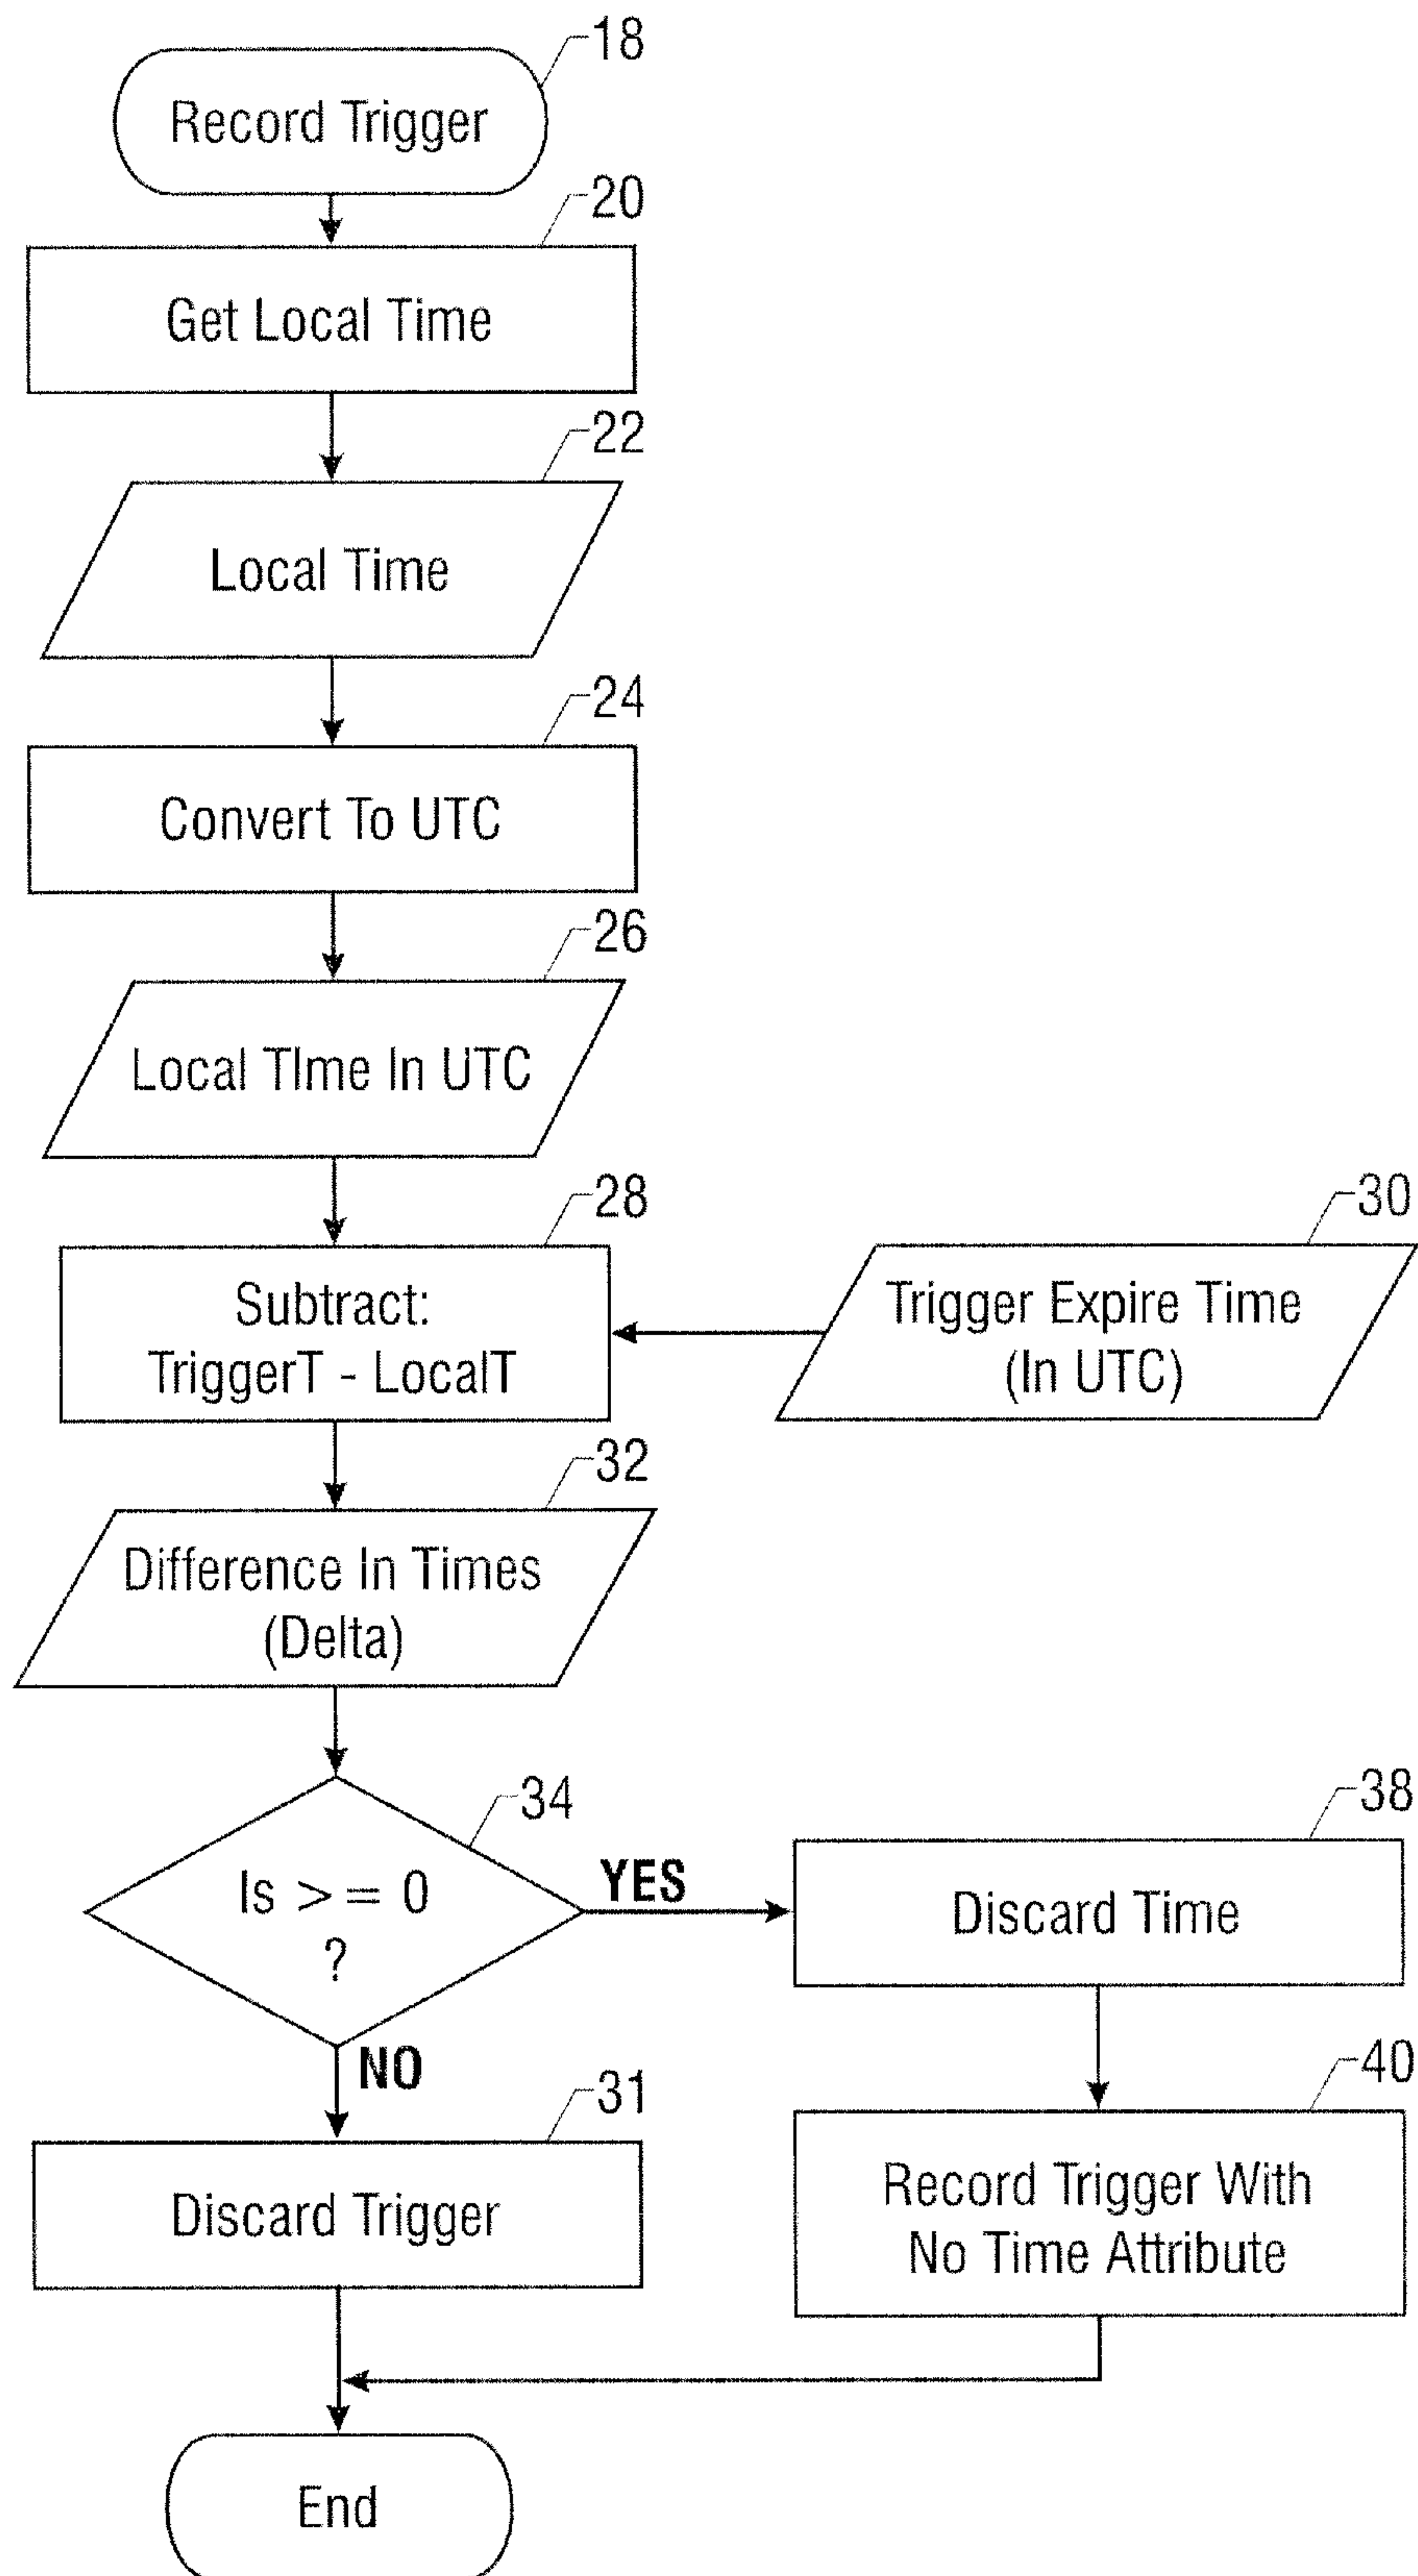 18
Record Trigger
20
Get Local Time
22
Local Time
24
Convert To UTC
26
Local TIme In UTC
28
Subtract:
TriggerT - LocalT
30
Trigger Expire Time
(In UTC)
32
Difference In Times
(Delta)
34
Is >= 0
?
YES
38
Discard Time
NO
31
Discard Trigger
40
Record Trigger With
No Time Attribute
End